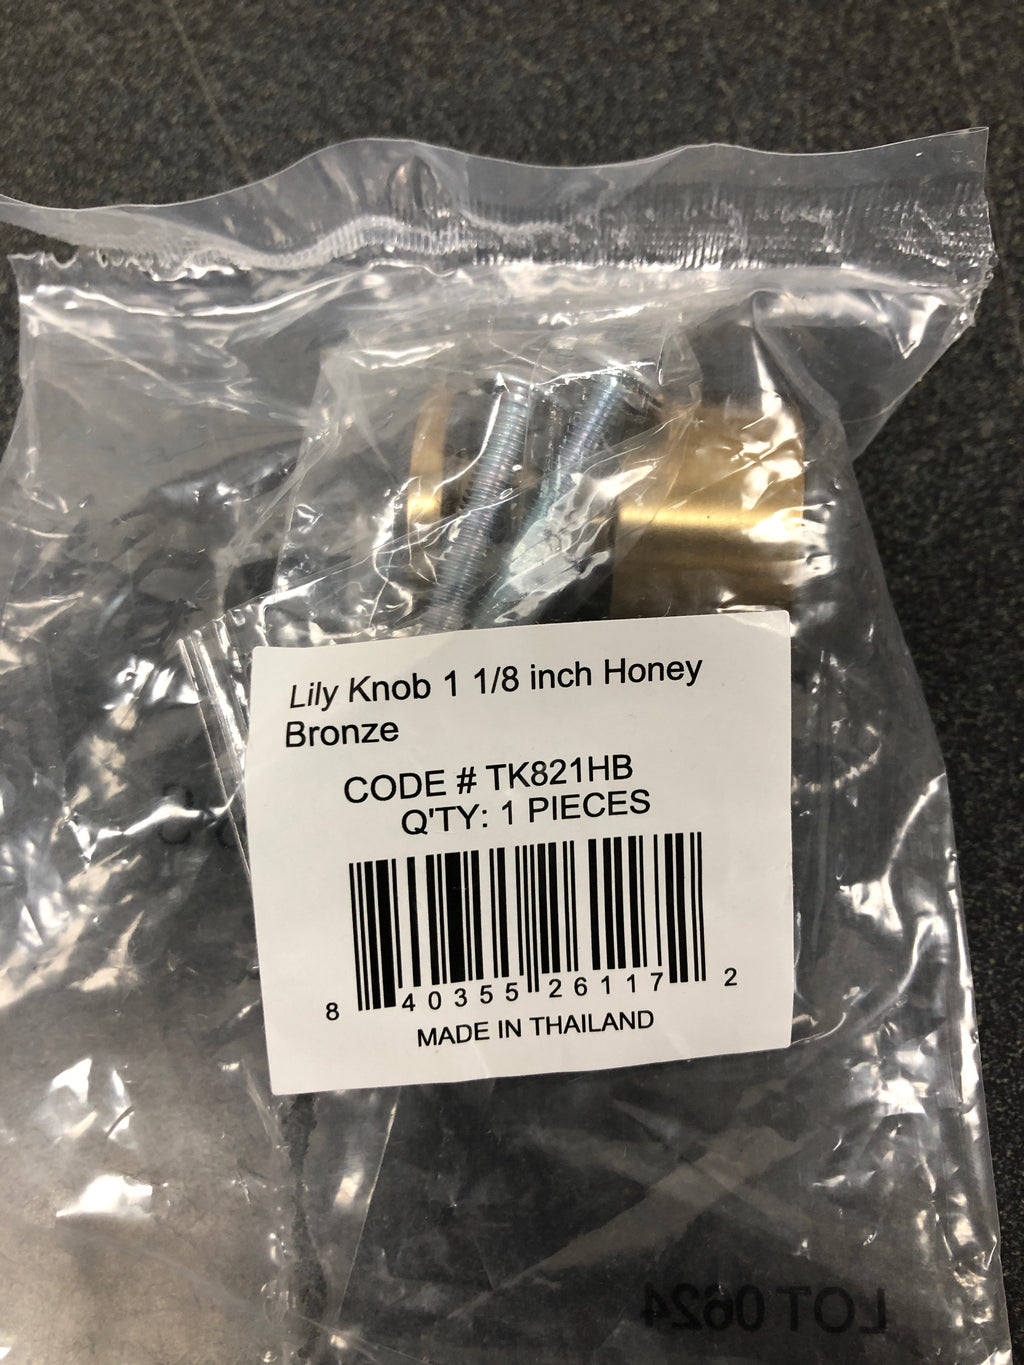 Lily Knob 1 1/8 inch Honey
Bronze
CODE # TK821HB
Q'TY: 1 PIECES
8 40355 26117 2
MADE IN THAILAND
LOT 0624